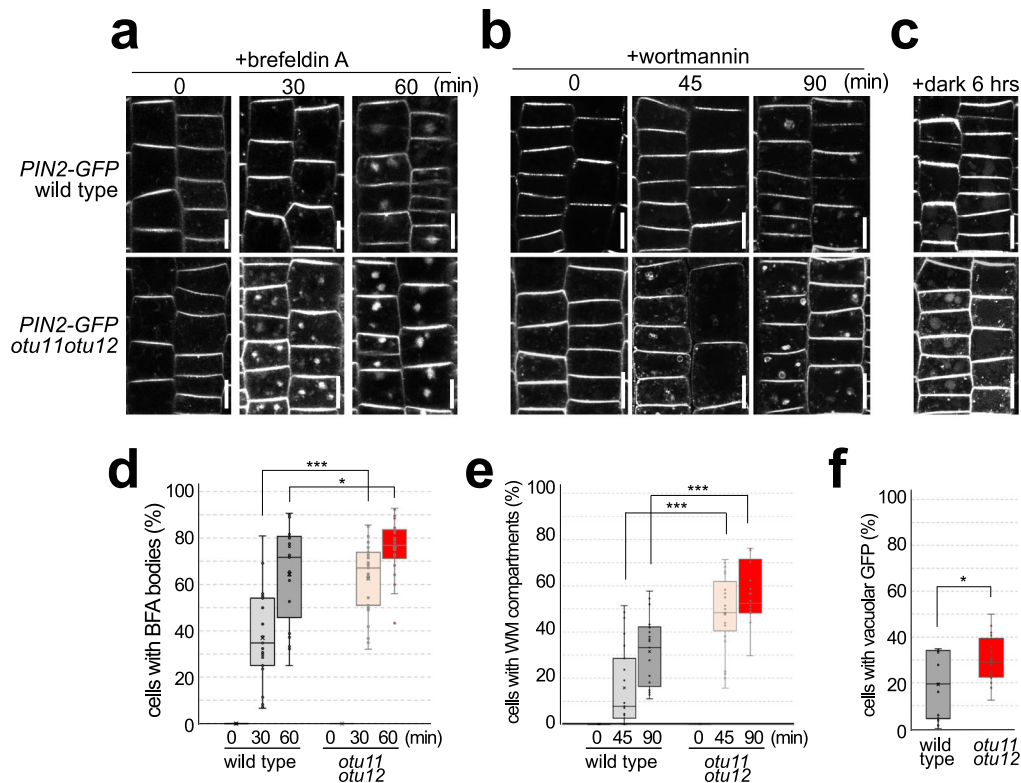 a
b
c
+brefeldin A
+wortmannin
+dark 6 hrs
0 30 60 (min)
0 45 90 (min)
PIN2-GFP
wild type
PIN2-GFP
otu11otu12
d
e
f
cells with BFA bodies (%)
100
80
60
40
20
0
***
*
0 30 60 0 30 60 (min)
wild type
otu11
otu12
cells with WM compartments (%)
100
80
60
40
20
0
***
***
0 45 90 0 45 90 (min)
wild type
otu11
otu12
cells with vacuolar GFP (%)
100
80
60
40
20
0
*
wild
type
otu11
otu12